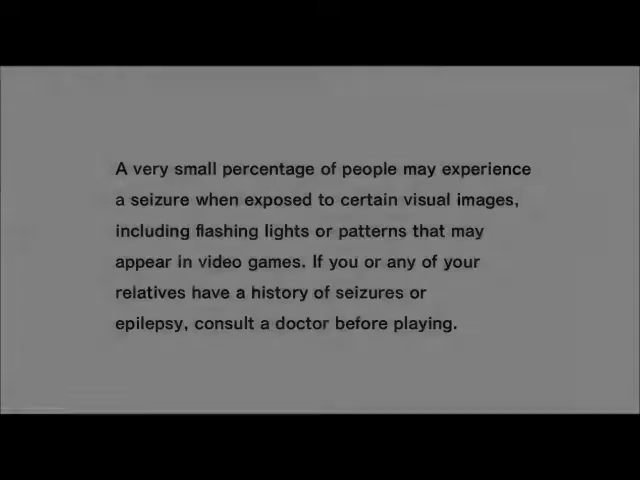 A very small percentage of people may experience
a seizure when exposed to certain visual images,
including flashing lights or patterns that may
appear in video games. If you or any of your
relatives have a history of seizures or
epilepsy, consult a doctor before playing.